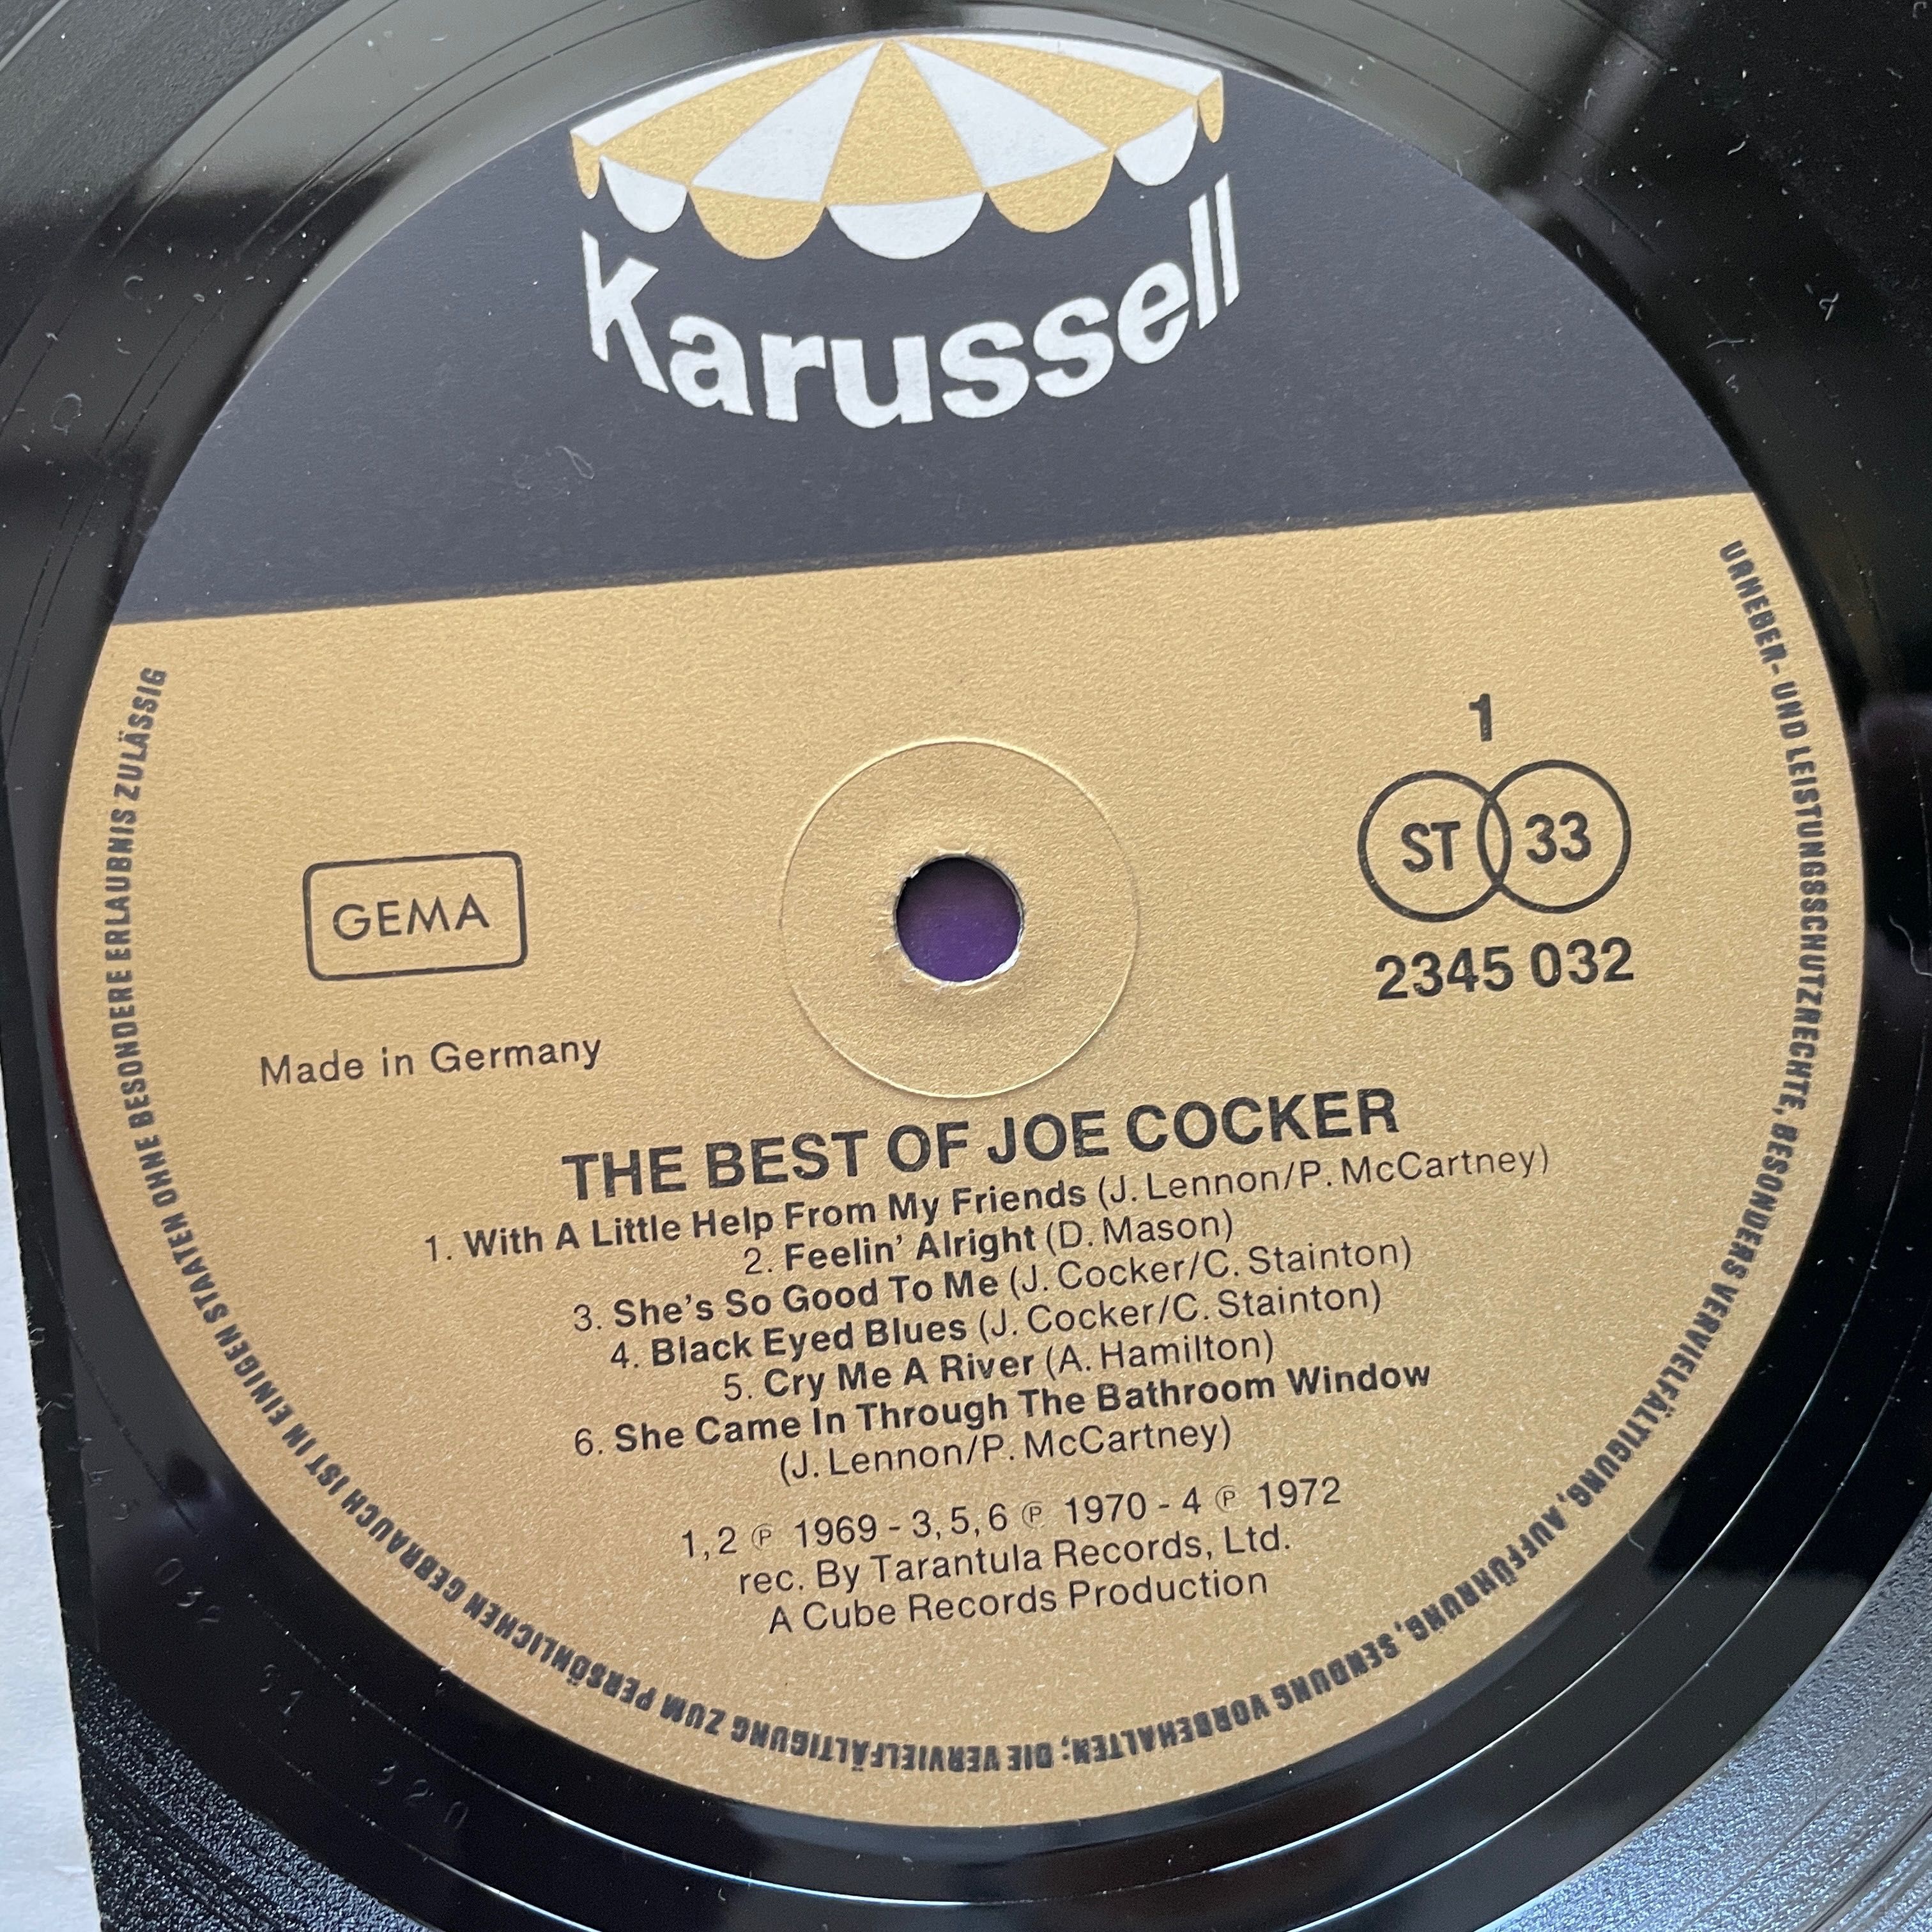 Karussell
URHEBER- UND LEISTUNGSSCHUTZRECHTE, BESONDERS VERVIELFÄLTIGUNG, AUFFÜHRUNG, SENDUNG VORBEHALTEN; DIE VERVIELFÄLTIGUNG ZUM PERSÖNLICHEN GEBRAUCH IST IN EINIGEN STAATEN OHNE BESONDERE ERLAUBNIS ZULÄSSIG
1
ST 33
GEMA
2345 032
Made in Germany
THE BEST OF JOE COCKER
1. With A Little Help From My Friends (J. Lennon/P. McCartney)
2. Feelin' Alright (D. Mason)
3. She's So Good To Me (J. Cocker/C. Stainton)
4. Black Eyed Blues (J. Cocker/C. Stainton)
5. Cry Me A River (A. Hamilton)
6. She Came In Through The Bathroom Window
(J. Lennon/P. McCartney)
1,2 ℗ 1969 - 3, 5, 6 ℗ 1970 - 4 ℗ 1972
rec. By Tarantula Records, Ltd.
A Cube Records Production
032
320